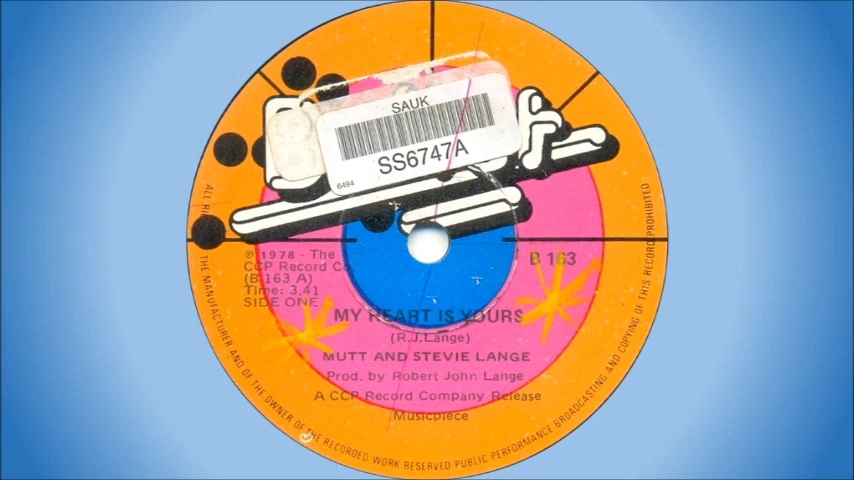 SAUK
SS6747A
6494
℗ 1978 - The
CCP Record Co.
(B 163 A)
Time: 3.41
SIDE ONE
B 163
MY HEART IS YOURS
(R.J.Lange)
MUTT AND STEVIE LANGE
Prod. by Robert John Lange
A CCP Record Company Release
Musicpiece
ALL
THE MANUFACTURER AND OF THE OWNER OF THE RECORDED WORK RESERVED PUBLIC PERFORMANCE BROADCASTING AND COPYING OF THIS RECORD PROHIBITED